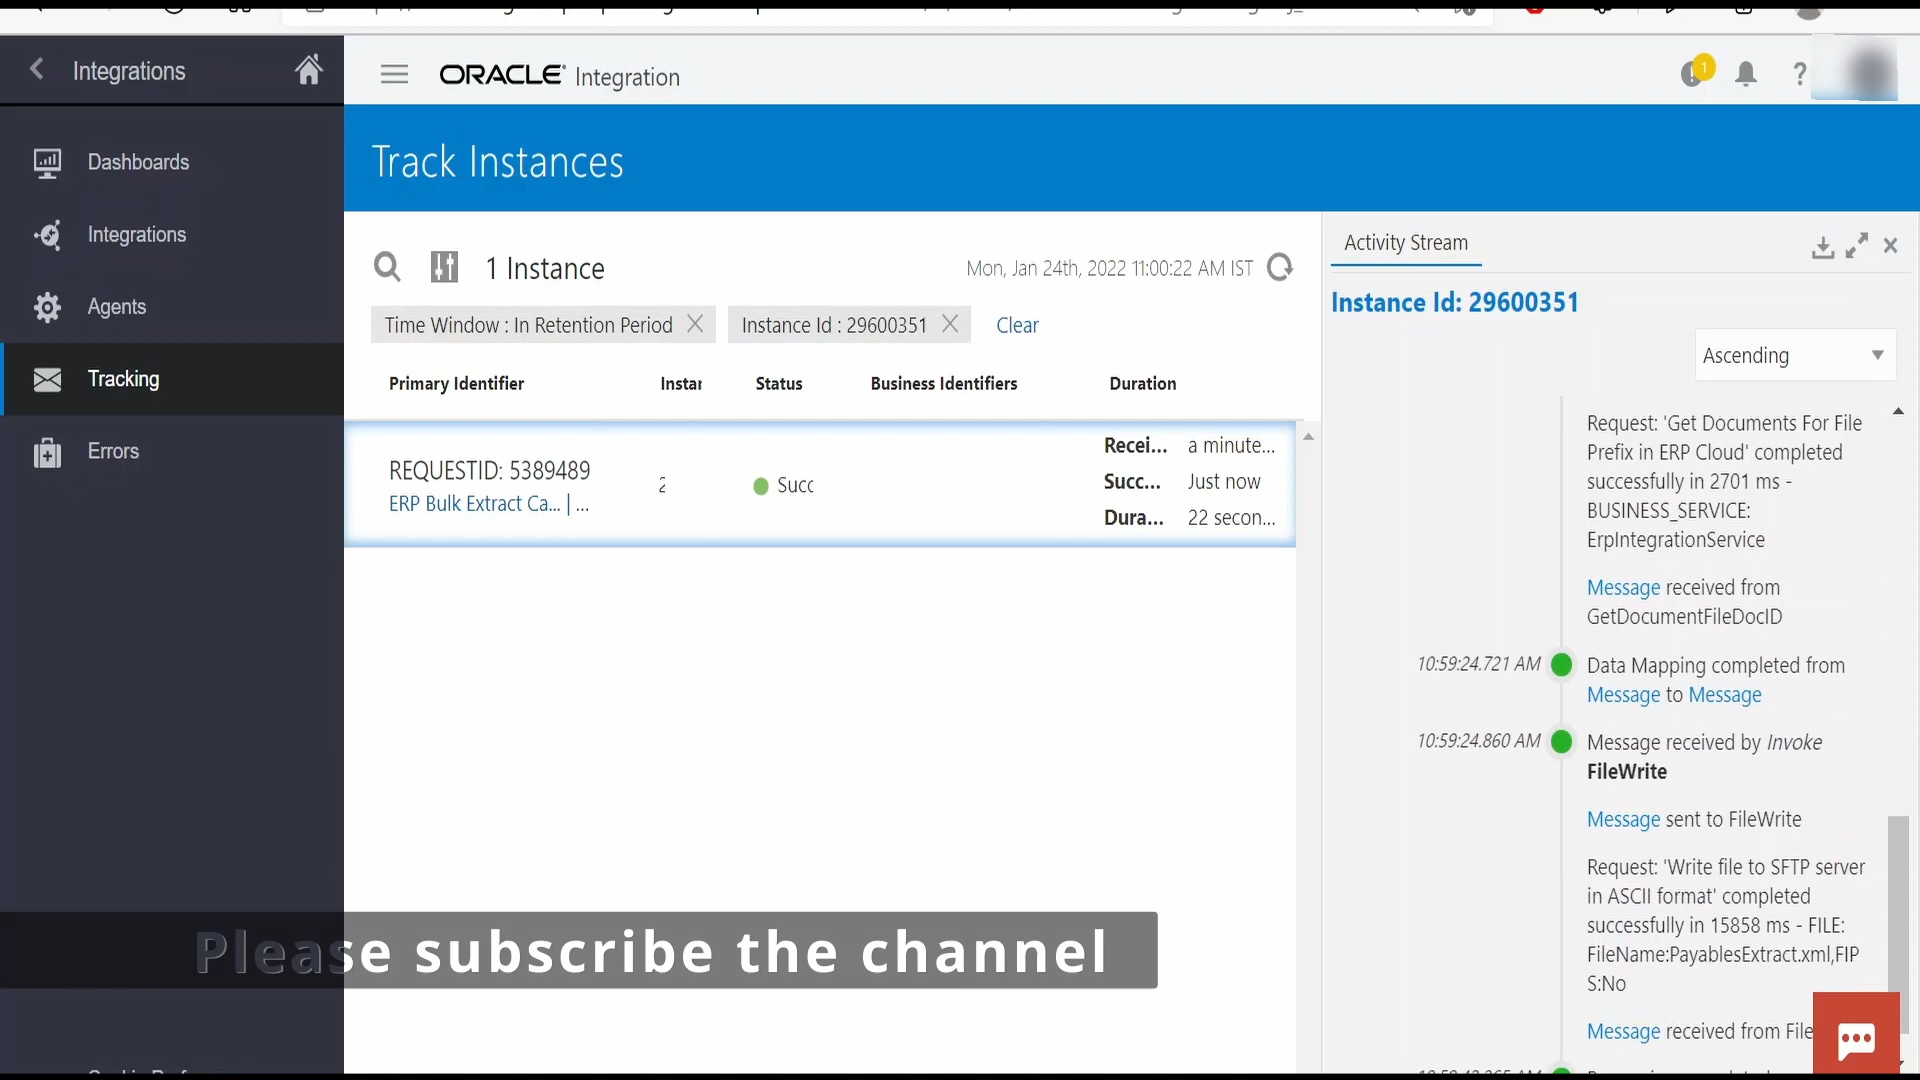 Integrations
ORACLE Integration
1
?
Dashboards
Integrations
Agents
Tracking
Errors
Track Instances
1 Instance
Mon, Jan 24th, 2022 11:00:22 AM IST
Time Window : In Retention Period
Instance Id : 29600351
Clear
Primary Identifier
Instar
Status
Business Identifiers
Duration
REQUESTID: 5389489
ERP Bulk Extract Ca... | ...
2
Succ
Recei... a minute...
Succ... Just now
Dura... 22 secon...
Activity Stream
Instance Id: 29600351
Ascending
Request: 'Get Documents For File
Prefix in ERP Cloud' completed
successfully in 2701 ms -
BUSINESS_SERVICE:
ErpIntegrationService
Message received from
GetDocumentFileDocID
10:59:24.721 AM
Data Mapping completed from
Message to Message
10:59:24.860 AM
Message received by Invoke
FileWrite
Message sent to FileWrite
Request: 'Write file to SFTP server
in ASCII format' completed
successfully in 15858 ms - FILE:
FileName:PayablesExtract.xml,FIP
S:No
Message received from File
Please subscribe the channel